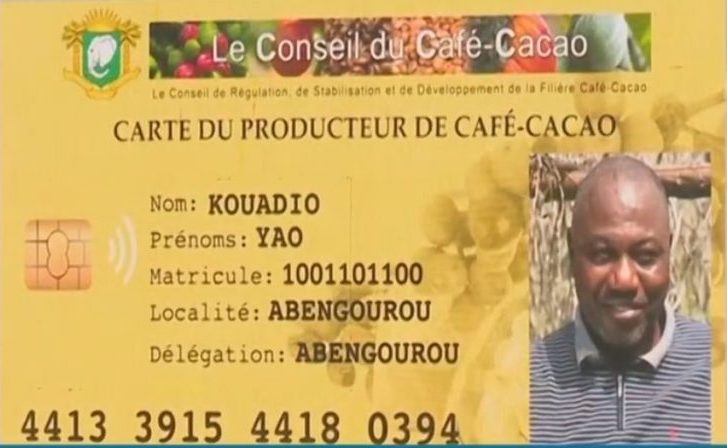 Le Conseil du Café-Cacao
Le Conseil de Régulation, de Stabilisation et de Développement de la Filière Café-Cacao
CARTE DU PRODUCTEUR DE CAFÉ-CACAO
Nom: KOUADIO
Prénoms: YAO
Matricule: 1001101100
Localité: ABENGOUROU
Délégation: ABENGOUROU
4413 3915 4418 0394